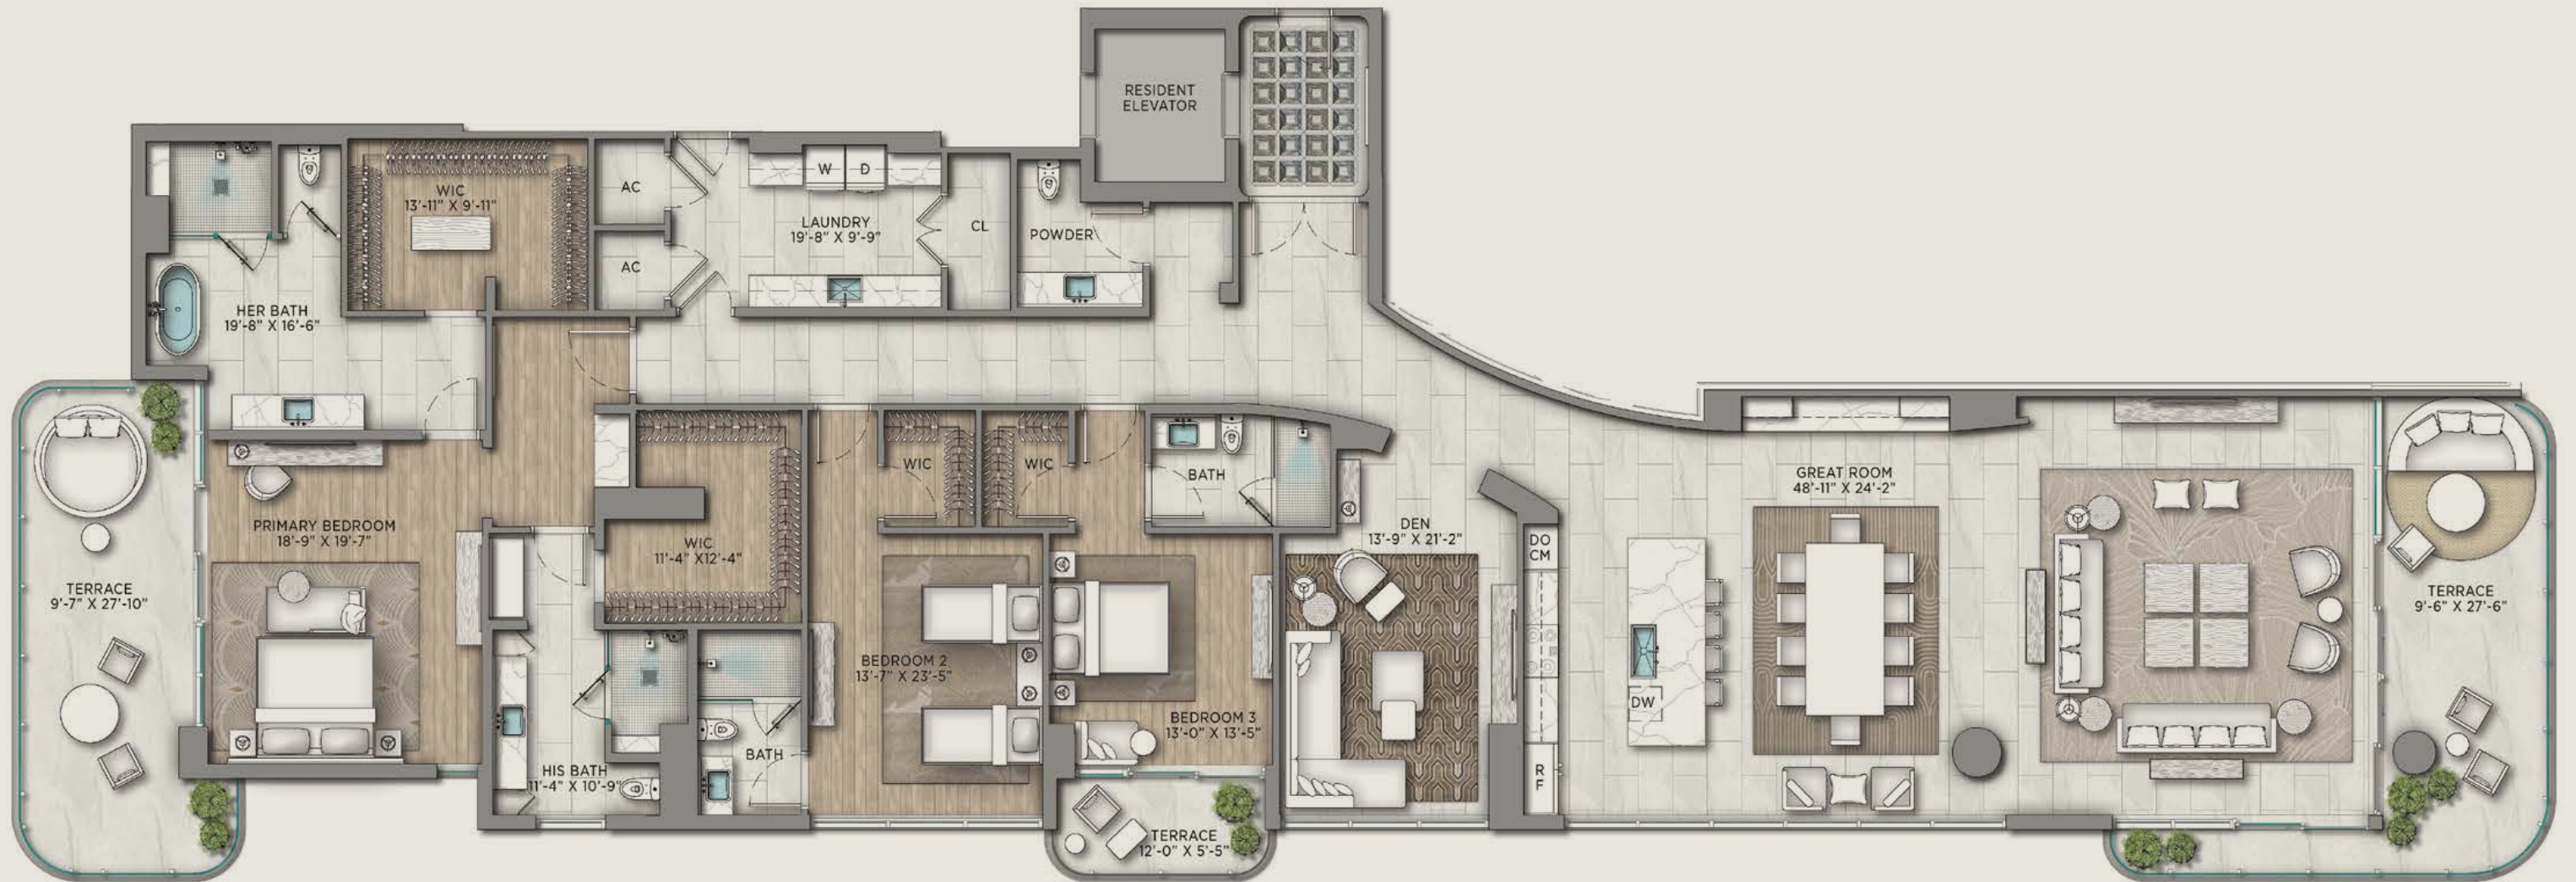 RESIDENT
ELEVATOR
WIC
13'-11" X 9'-11"
AC
W
D
LAUNDRY
19'-8" X 9'-9"
CL
POWDER
AC
HER BATH
19'-8" X 16'-6"
WIC
WIC
BATH
GREAT ROOM
48'-11" X 24'-2"
PRIMARY BEDROOM
18'-9" X 19'-7"
WIC
11'-4" X12'-4"
DEN
13'-9" X 21'-2"
DO
CM
TERRACE
9'-7" X 27'-10"
TERRACE
9'-6" X 27'-6"
BEDROOM 2
13'-7" X 23'-5"
DW
BEDROOM 3
13'-0" X 13'-5"
BATH
HIS BATH
11'-4" X 10'-9"
R
F
TERRACE
12'-0" X 5'-5"